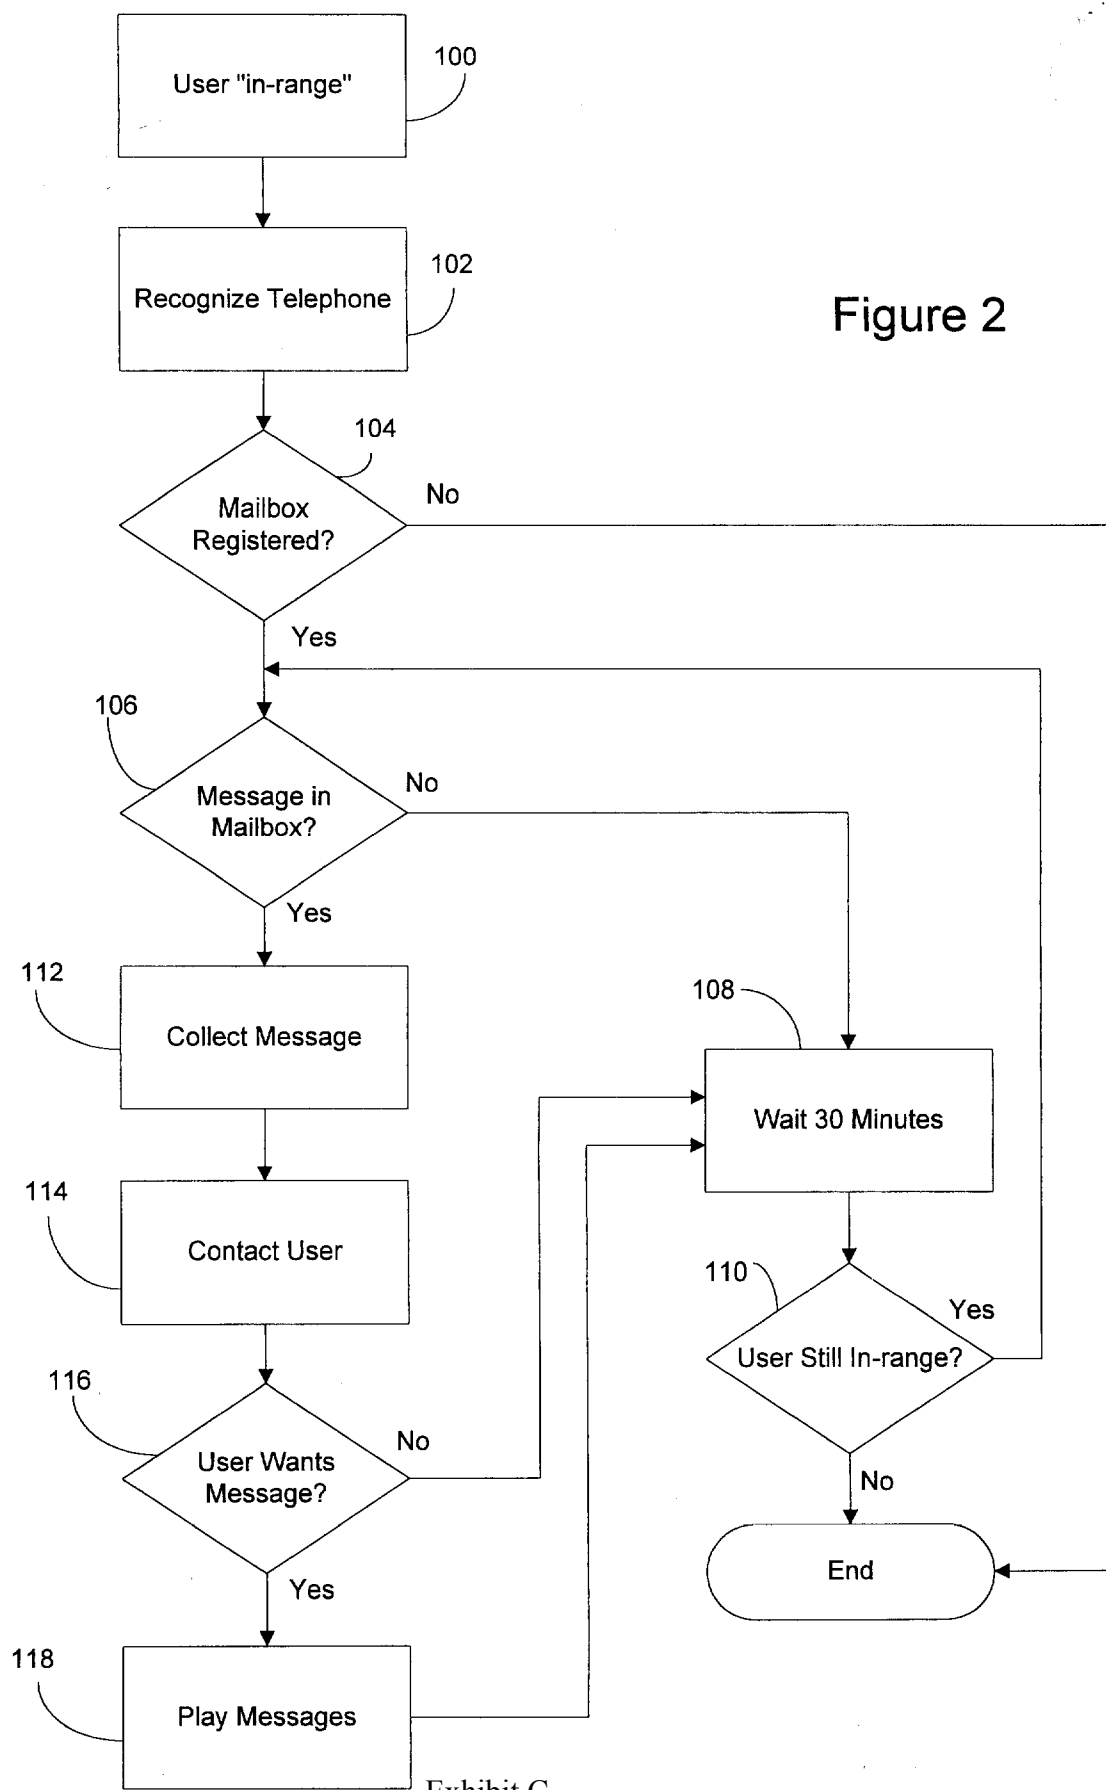 User "in-range"
100
Recognize Telephone
102
Figure 2
104
Mailbox
Registered?
No
Yes
106
Message in
Mailbox?
No
Yes
112
Collect Message
108
Wait 30 Minutes
114
Contact User
110
Yes
User Still In-range?
116
User Wants
Message?
No
No
End
Yes
118
Play Messages
Exhibit C